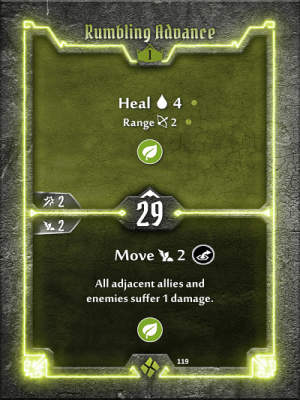 Rumbling Advance
1
Heal 4
Range 2
2
29
2
Move 2
All adjacent allies and
enemies suffer 1 damage.
119